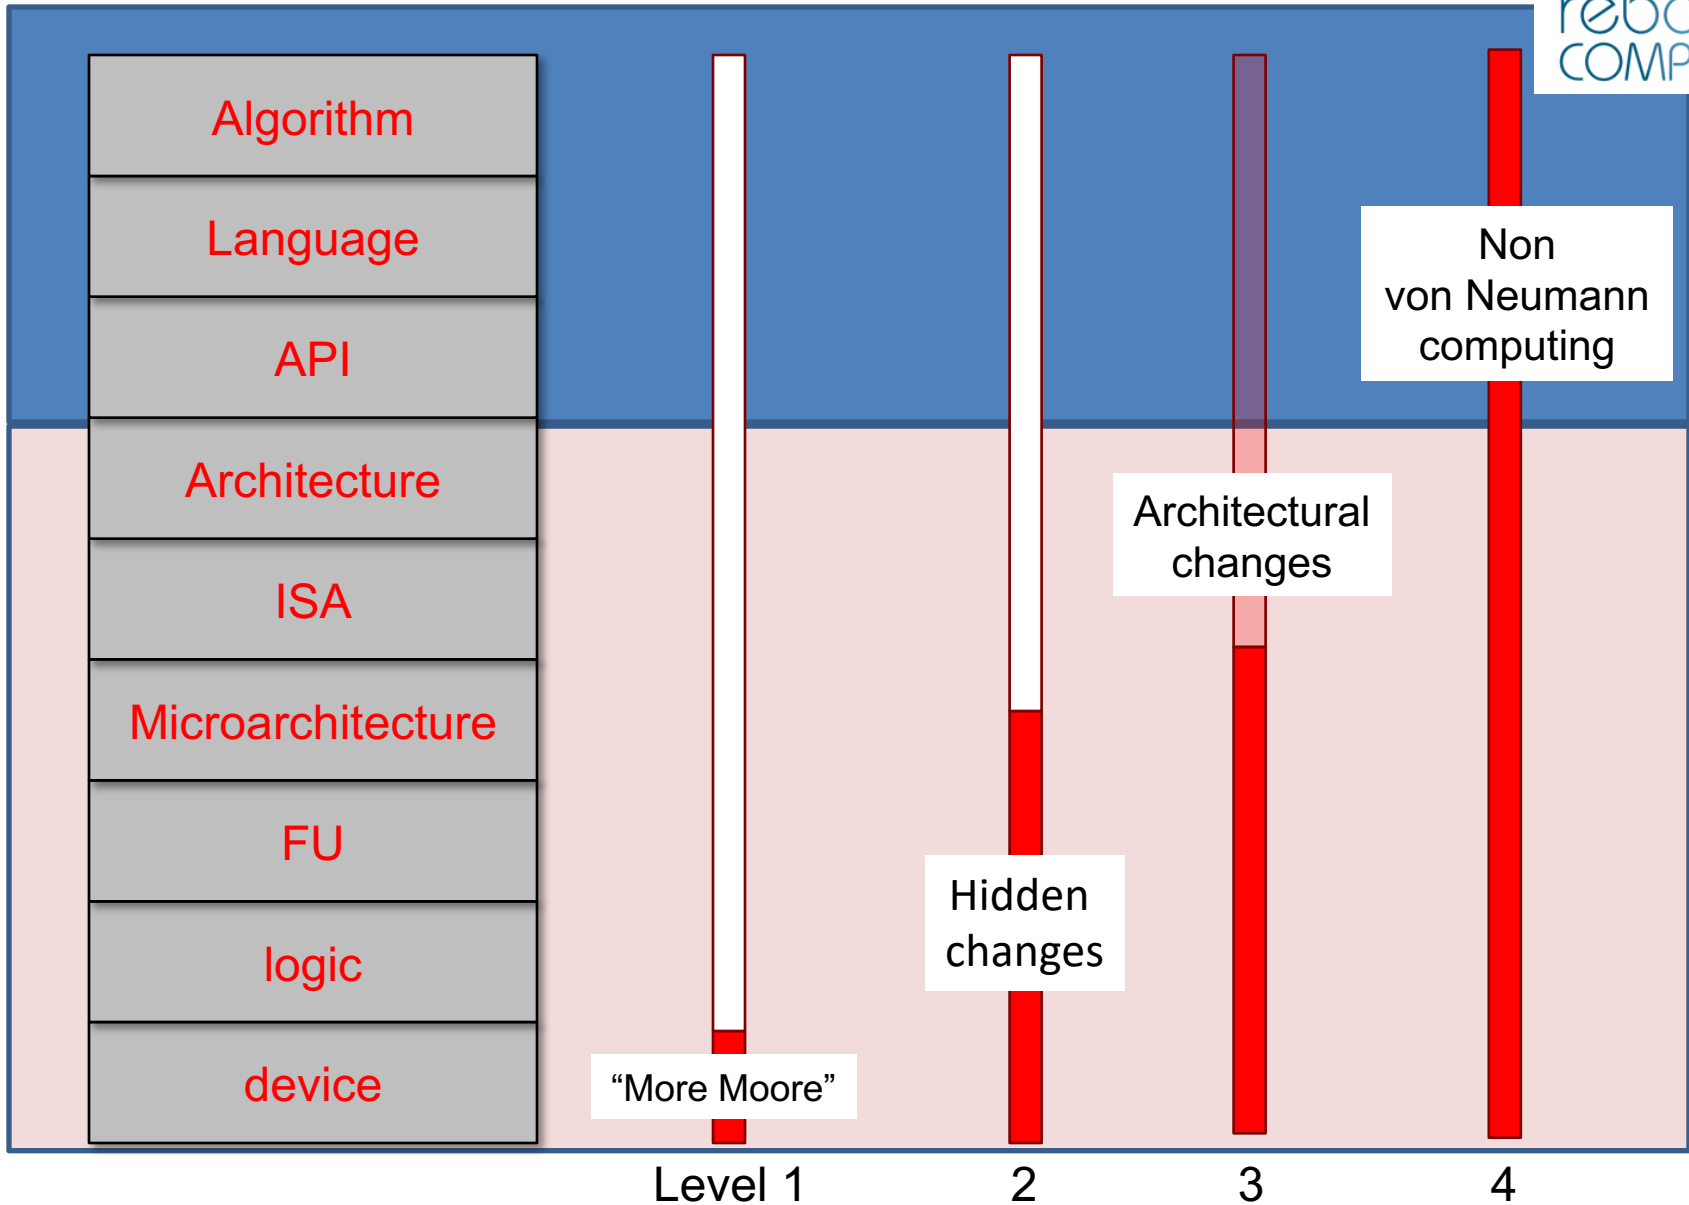 Algorithm
Language
API
Architecture
ISA
Microarchitecture
FU
logic
device
“More Moore”
Hidden
changes
Architectural
changes
Non
von Neumann
computing
Level 1
2
3
4